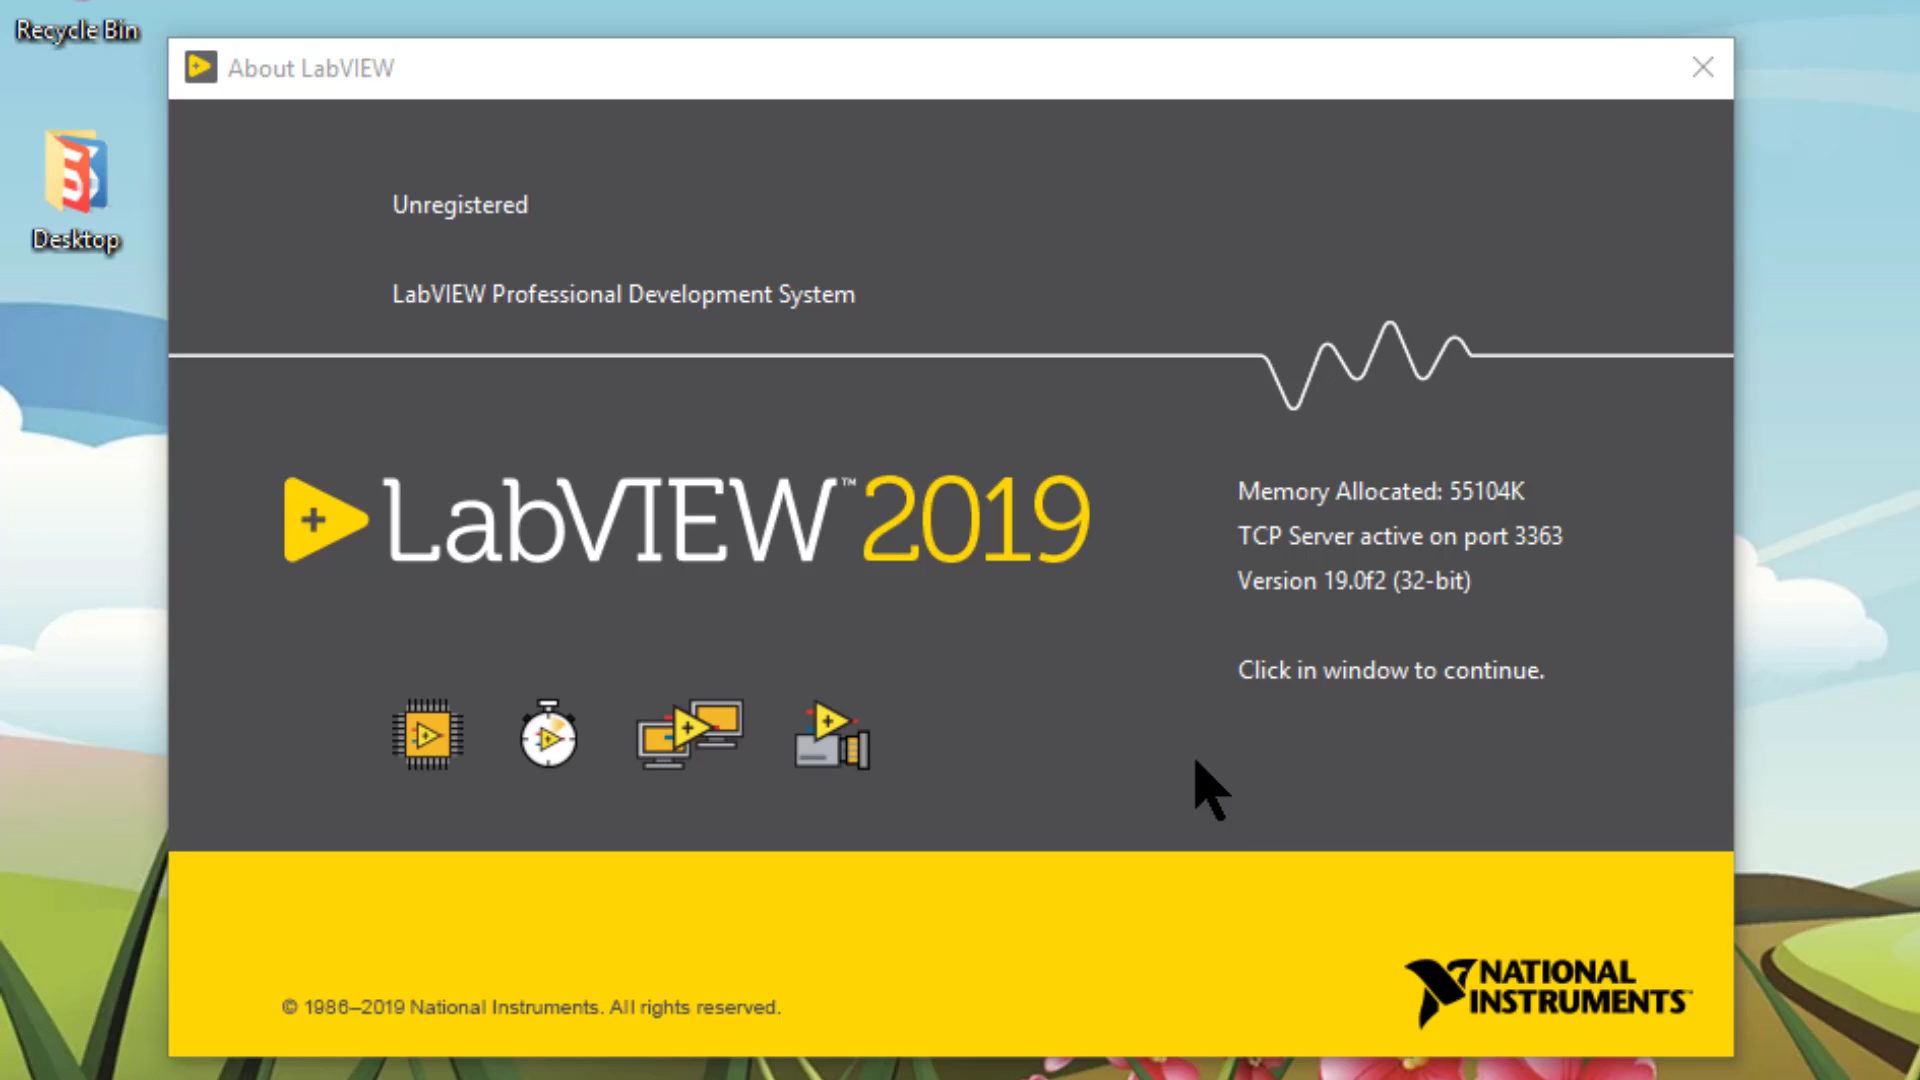 Recycle Bin
Desktop
About LabVIEW
Unregistered
LabVIEW Professional Development System
LabVIEW™ 2019
Memory Allocated: 55104K
TCP Server active on port 3363
Version 19.0f2 (32-bit)
Click in window to continue.
© 1986–2019 National Instruments. All rights reserved.
NATIONAL
INSTRUMENTS™